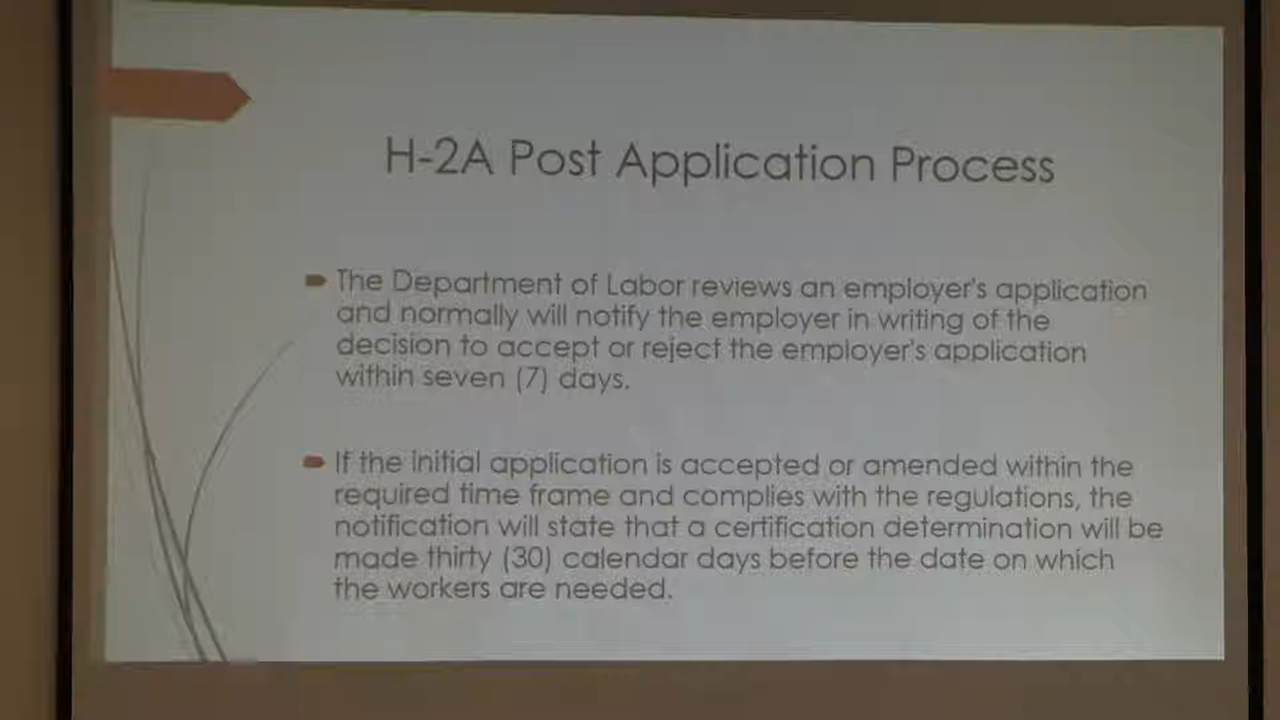 H-2A Post Application Process
The Department of Labor reviews an employer's application
and normally will notify the employer in writing of the
decision to accept or reject the employer's application
within seven (7) days.
If the initial application is accepted or amended within the
required time frame and complies with the regulations, the
notification will state that a certification determination will be
made thirty (30) calendar days before the date on which
the workers are needed.